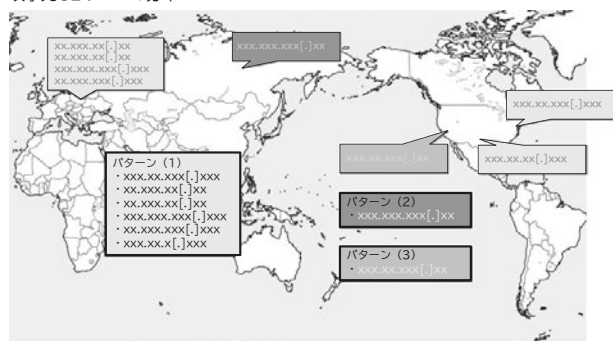 xx.xxx.xx[.]xx
xx.xxx.xx[.]xx
xxx.xxx.xxx[.]xxx
xx.xxx.xxx[.]xxx
xxx.xxx.xxx[.]xx
xxx.xx.xxx[.]xxx
xxx.xx.xxx[.]xx
xxx.xx.xx[.]xxx
パターン（1）
・xxx.xx.xxx[.]xxx
・xx.xxx.xx[.]xx
・xx.xxx.xx[.]xx
・xxx.xxx.xxx[.]xxx
・xx.xxx.xxx[.]xxx
・xxx.xx.x[.]xxx
パターン（2）
・xxx.xxx.xxx[.]xx
パターン（3）
・xxx.xx.xxx[.]xx